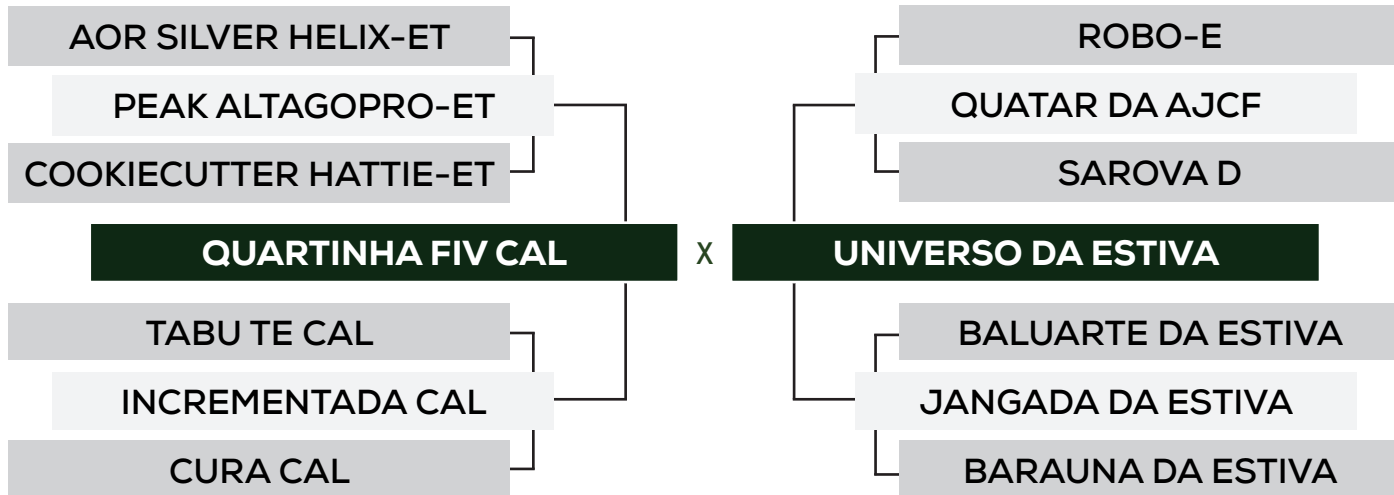 AOR SILVER HELIX-ET
PEAK ALTAGOPRO-ET
COOKIECUTTER HATTIE-ET
QUARTINHA FIV CAL
TABU TE CAL
INCREMENTADA CAL
CURA CAL
X
ROBO-E
QUATAR DA AJCF
SAROVA D
UNIVERSO DA ESTIVA
BALUARTE DA ESTIVA
JANGADA DA ESTIVA
BARAUNA DA ESTIVA